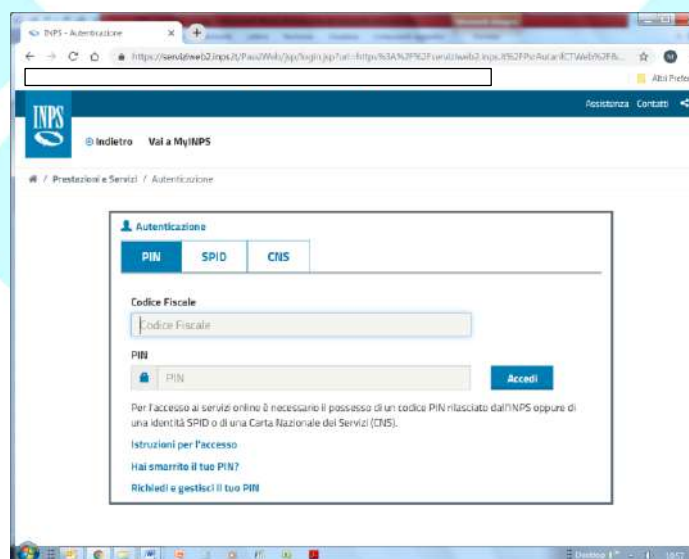 INPS - Autenticazione
Altri Prefer
Assistenza Contatti
INPS
Indietro Vai a MyINPS
/ Prestazioni e Servizi / Autenticazione
Autenticazione
PIN SPID CNS
Codice Fiscale
Codice Fiscale
PIN
PIN
Accedi
Per l'accesso ai servizi online è necessario il possesso di un codice PIN rilasciato dall'INPS oppure di
una identità SPID o di una Carta Nazionale dei Servizi (CNS).
Istruzioni per l'accesso
Hai smarrito il tuo PIN?
Richiedi e gestisci il tuo PIN
Desktop